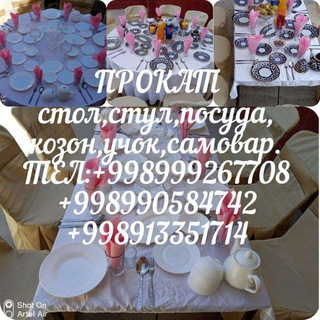 ПРОКАТ
стол,стул,посуда,
козон.учок,самовар.
ТЕЛ:+998999267708
+998990584742
+998913351714
Shot On
Artel Air